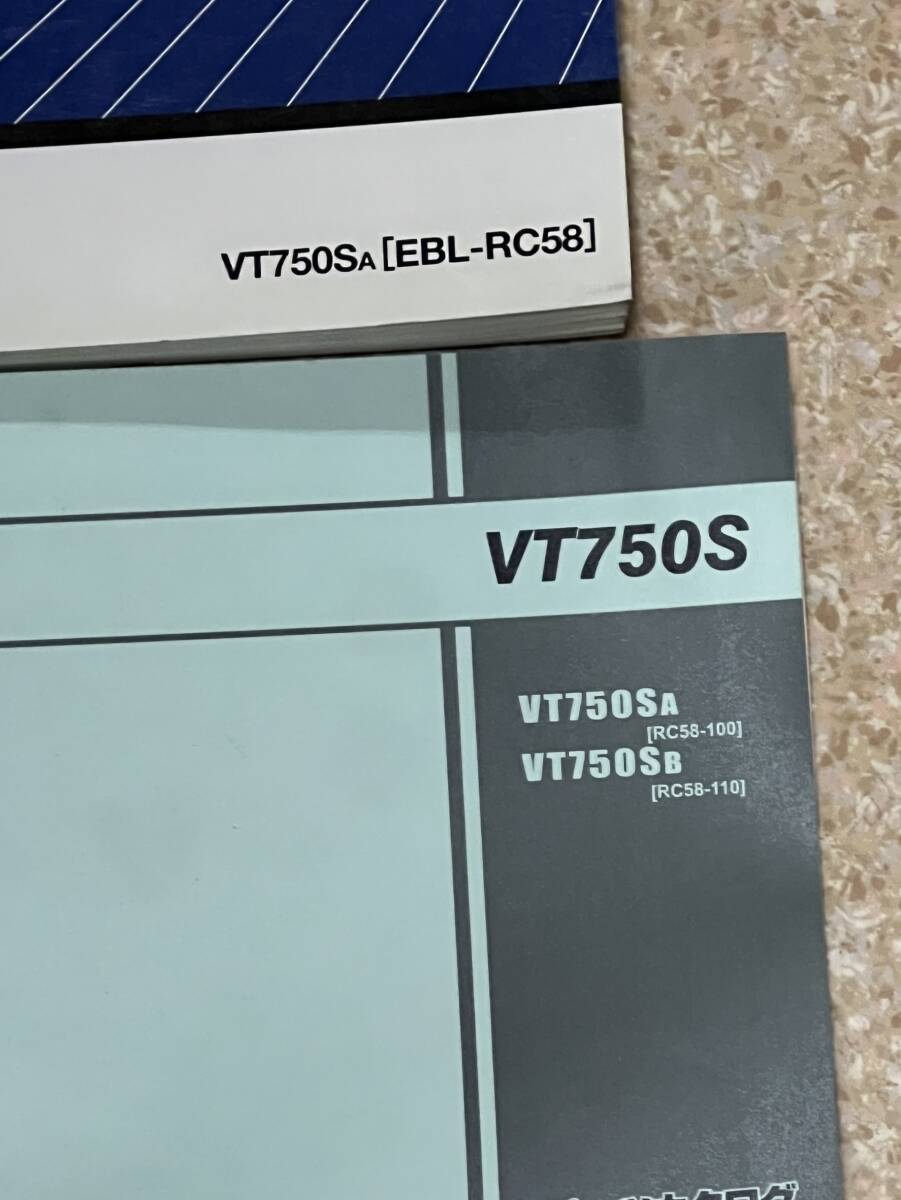 VT750SA [EBL-RC58]
VT750S
VT750SA
[RC58-100]
VT750SB
[RC58-110]